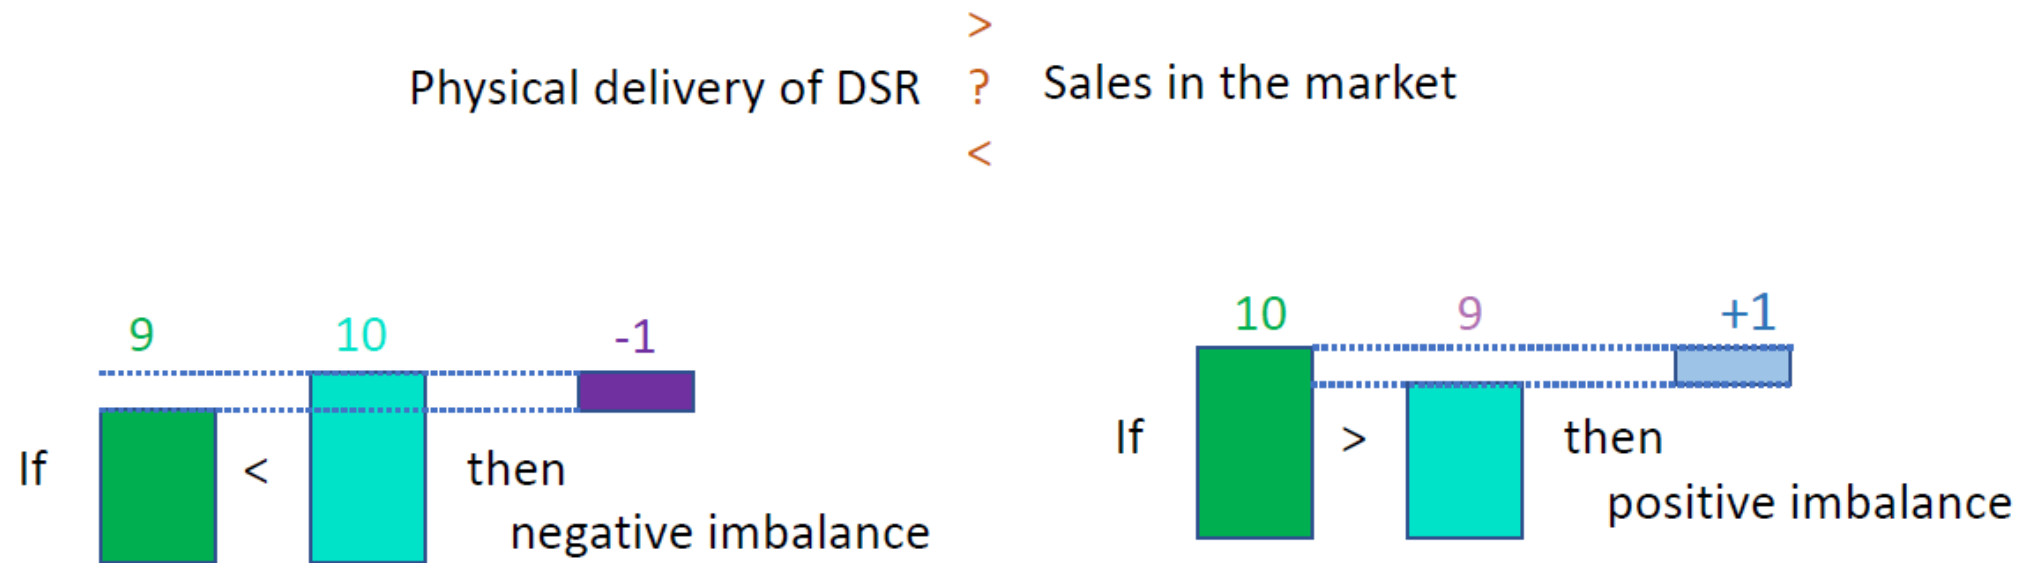 >
Physical delivery of DSR ? Sales in the market
<
9 10 -1
If < then
negative imbalance
10 9 +1
If > then
positive imbalance